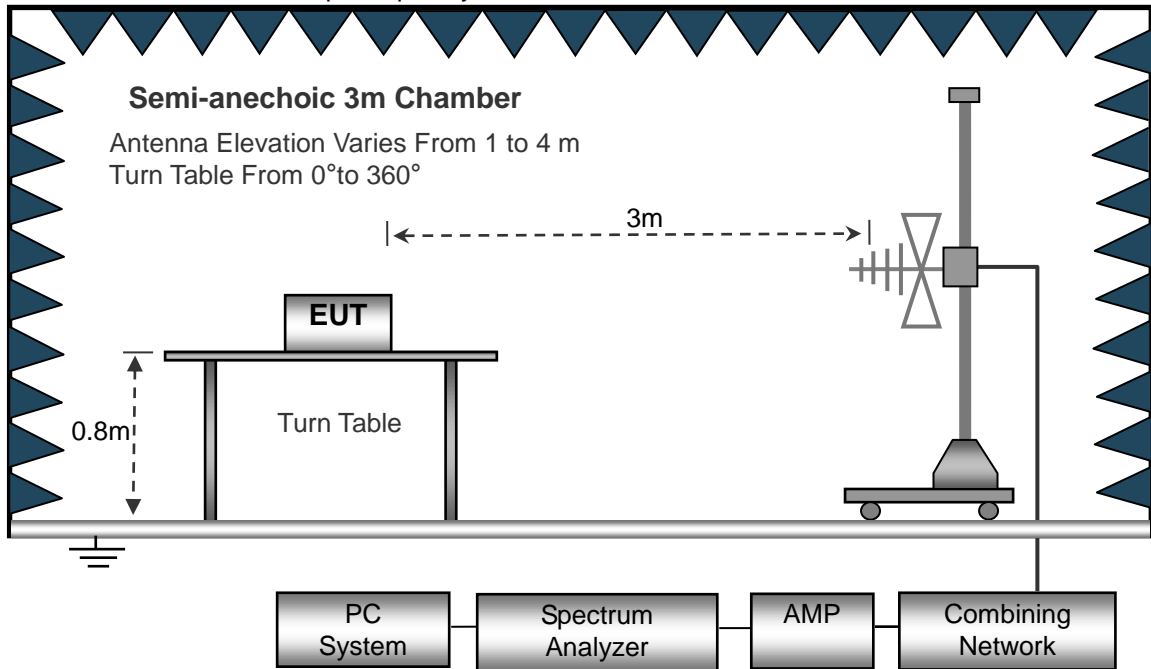 Semi-anechoic 3m Chamber
Antenna Elevation Varies From 1 to 4 m
Turn Table From 0°to 360°
3m
EUT
0.8m
Turn Table
PC
System
Spectrum
Analyzer
AMP
Combining
Network